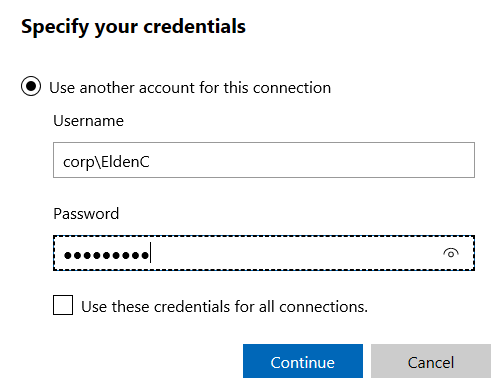 Specify your credentials
Use another account for this connection
Username
corp\EldenC
Password
●●●●●●●●●
Use these credentials for all connections.
Continue Cancel